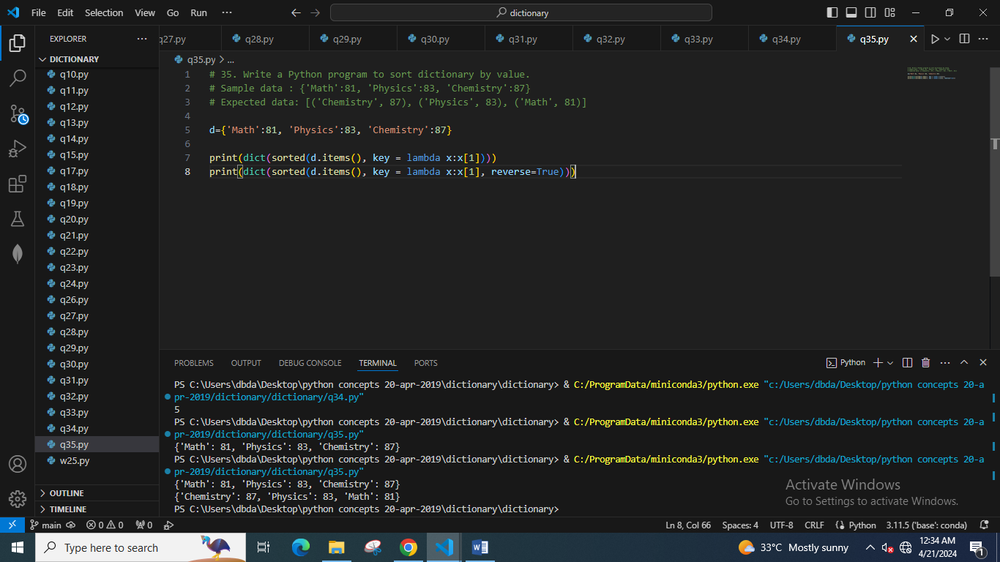 File Edit Selection View Go Run ···
dictionary
EXPLORER ···
DICTIONARY
q10.py
q11.py
q12.py
q13.py
q14.py
q15.py
q17.py
q18.py
q19.py
q20.py
q21.py
q22.py
q23.py
q24.py
q26.py
q27.py
q28.py
q29.py
q30.py
q31.py
q32.py
q33.py
q34.py
q35.py
w25.py
OUTLINE
TIMELINE
q27.py q28.py q29.py q30.py q31.py q32.py q33.py q34.py q35.py
q35.py > ...
1 # 35. Write a Python program to sort dictionary by value.
2 # Sample data : {'Math':81, 'Physics':83, 'Chemistry':87}
3 # Expected data: [('Chemistry', 87), ('Physics', 83), ('Math', 81)]
4
5 d={'Math':81, 'Physics':83, 'Chemistry':87}
6
7 print(dict(sorted(d.items(), key = lambda x:x[1])))
8 print(dict(sorted(d.items(), key = lambda x:x[1], reverse=True)))
PROBLEMS OUTPUT DEBUG CONSOLE TERMINAL PORTS
Python
PS C:\Users\dbda\Desktop\python concepts 20-apr-2019\dictionary\dictionary> & C:/ProgramData/miniconda3/python.exe "c:/Users/dbda/Desktop/python concepts 20-a
pr-2019/dictionary/dictionary/q34.py"
5
PS C:\Users\dbda\Desktop\python concepts 20-apr-2019\dictionary\dictionary> & C:/ProgramData/miniconda3/python.exe "c:/Users/dbda/Desktop/python concepts 20-a
pr-2019/dictionary/dictionary/q35.py"
{'Math': 81, 'Physics': 83, 'Chemistry': 87}
PS C:\Users\dbda\Desktop\python concepts 20-apr-2019\dictionary\dictionary> & C:/ProgramData/miniconda3/python.exe "c:/Users/dbda/Desktop/python concepts 20-a
pr-2019/dictionary/dictionary/q35.py"
{'Math': 81, 'Physics': 83, 'Chemistry': 87}
{'Chemistry': 87, 'Physics': 83, 'Math': 81}
PS C:\Users\dbda\Desktop\python concepts 20-apr-2019\dictionary\dictionary>
Activate Windows
Go to Settings to activate Windows.
main 0 0 0 Ln 8, Col 66 Spaces: 4 UTF-8 CRLF Python 3.11.5 ('base': conda)
Type here to search
33°C Mostly sunny
12:34 AM
4/21/2024
1